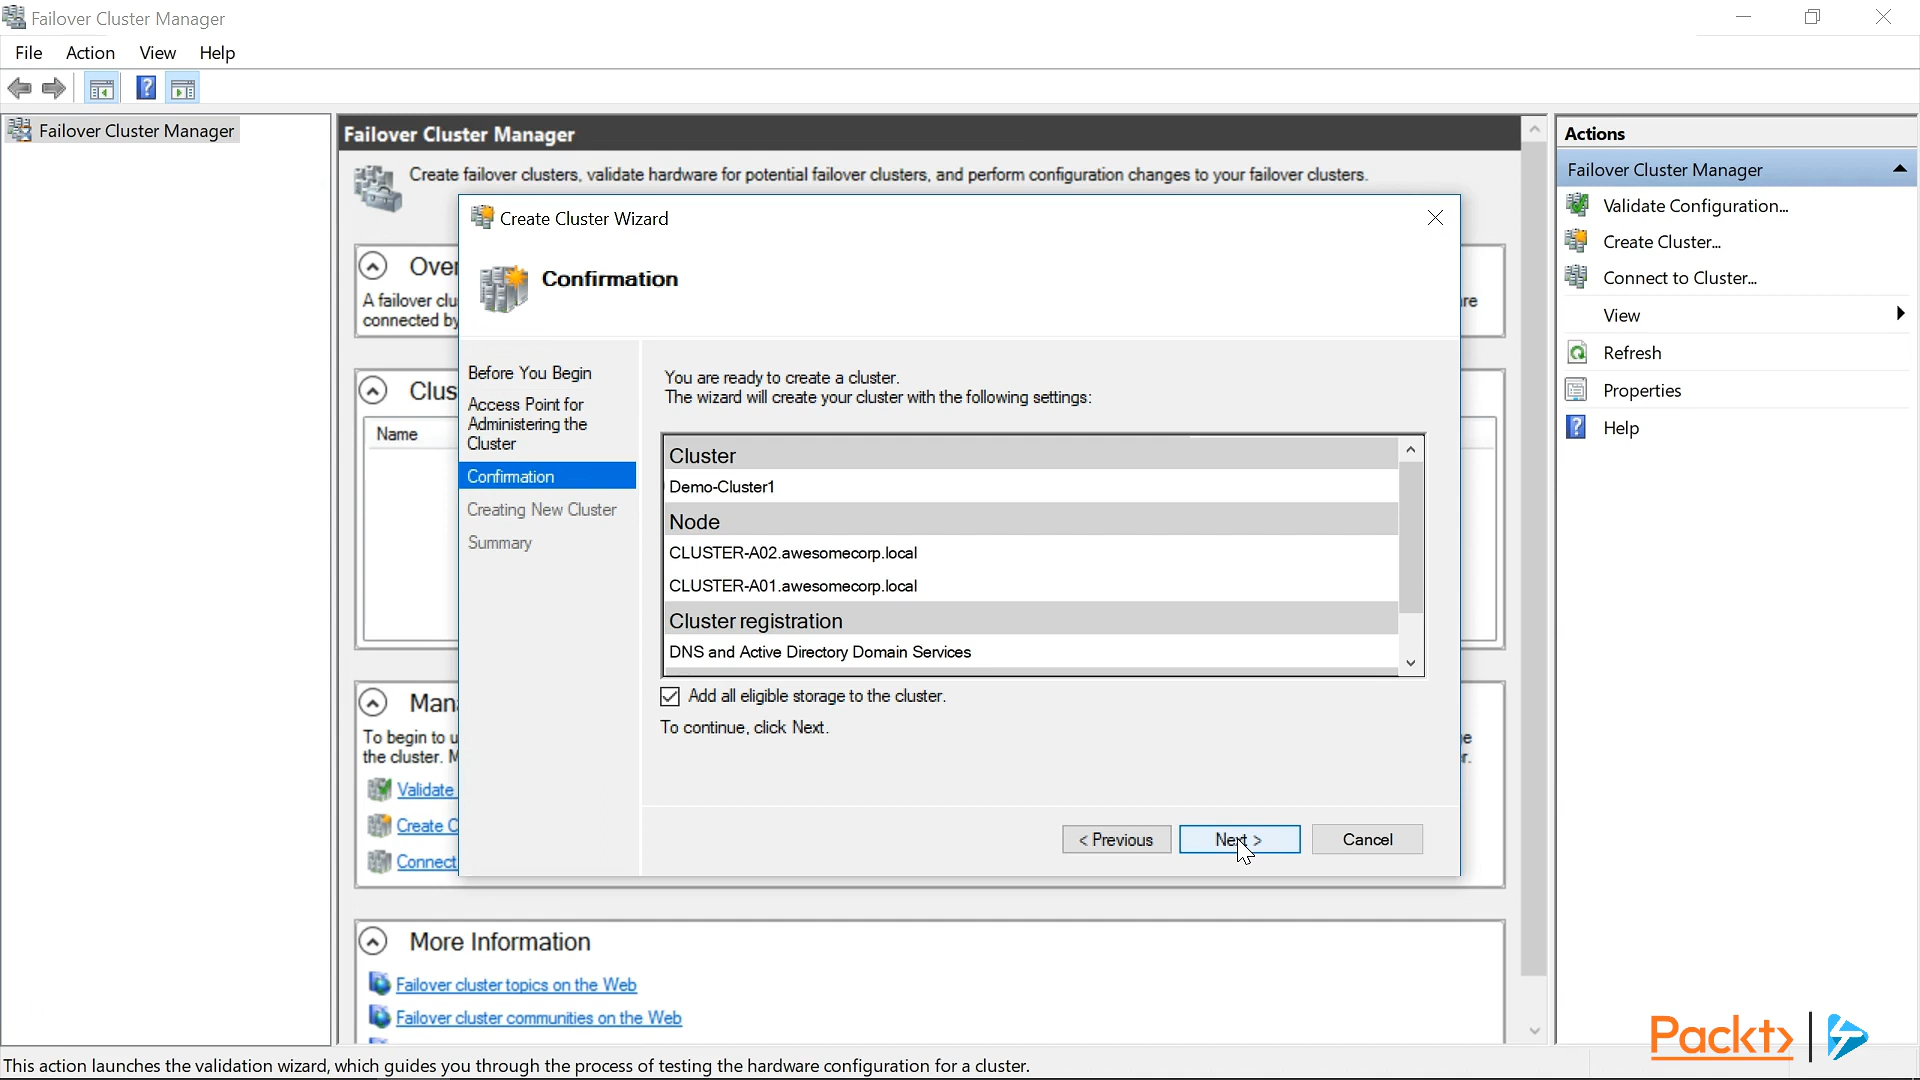 Failover Cluster Manager
File Action View Help
Failover Cluster Manager
Failover Cluster Manager
Create failover clusters, validate hardware for potential failover clusters, and perform configuration changes to your failover clusters.
Create Cluster Wizard
Confirmation
Before You Begin
Access Point for
Administering the
Cluster
Confirmation
Creating New Cluster
Summary
You are ready to create a cluster.
The wizard will create your cluster with the following settings:
Cluster
Demo-Cluster1
Node
CLUSTER-A02.awesomecorp.local
CLUSTER-A01.awesomecorp.local
Cluster registration
DNS and Active Directory Domain Services
Add all eligible storage to the cluster.
To continue, click Next.
< Previous
Next >
Cancel
A failover
connected by
Name
To begin to
the cluster.
Validate
Create
Connect
More Information
Failover cluster topics on the Web
Failover cluster communities on the Web
Actions
Failover Cluster Manager
Validate Configuration...
Create Cluster...
Connect to Cluster...
View
Refresh
Properties
Help
Packt>
This action launches the validation wizard, which guides you through the process of testing the hardware configuration for a cluster.